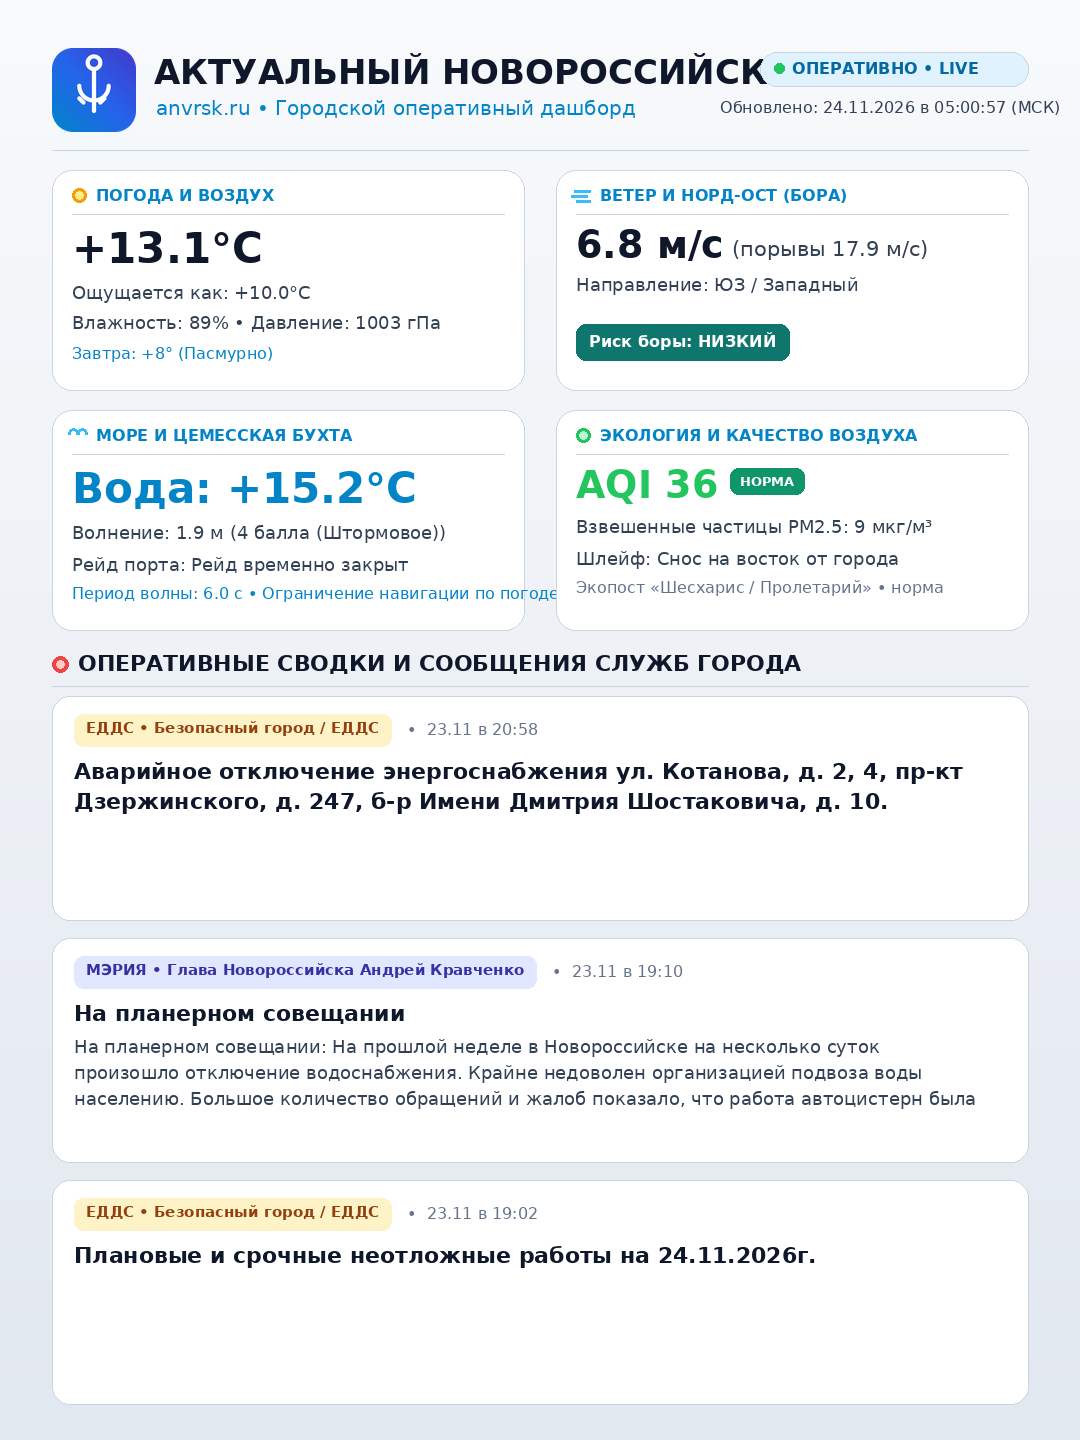 АКТУАЛЬНЫЙ НОВОРОССИЙСК
ОПЕРАТИВНО • LIVE
anvrsk.ru • Городской оперативный дашборд
Обновлено: 24.11.2026 в 05:00:57 (МСК)
ПОГОДА И ВОЗДУХ
+13.1°C
Ощущается как: +10.0°C
Влажность: 89% • Давление: 1003 гПа
Завтра: +8° (Пасмурно)
ВЕТЕР И НОРД-ОСТ (БОРА)
6.8 м/с (порывы 17.9 м/с)
Направление: ЮЗ / Западный
Риск боры: НИЗКИЙ
МОРЕ И ЦЕМЕССКАЯ БУХТА
Вода: +15.2°C
Волнение: 1.9 м (4 балла (Штормовое))
Рейд порта: Рейд временно закрыт
Период волны: 6.0 с • Ограничение навигации по погоде
ЭКОЛОГИЯ И КАЧЕСТВО ВОЗДУХА
AQI 36 НОРМА
Взвешенные частицы PM2.5: 9 мкг/м³
Шлейф: Снос на восток от города
Экопост «Шесхарис / Пролетарий» • норма
ОПЕРАТИВНЫЕ СВОДКИ И СООБЩЕНИЯ СЛУЖБ ГОРОДА
ЕДДС • Безопасный город / ЕДДС • 23.11 в 20:58
Аварийное отключение энергоснабжения ул. Котанова, д. 2, 4, пр-кт
Дзержинского, д. 247, б-р Имени Дмитрия Шостаковича, д. 10.
МЭРИЯ • Глава Новороссийска Андрей Кравченко • 23.11 в 19:10
На планерном совещании
На планерном совещании: На прошлой неделе в Новороссийске на несколько суток
произошло отключение водоснабжения. Крайне недоволен организацией подвоза воды
населению. Большое количество обращений и жалоб показало, что работа автоцистерн была
ЕДДС • Безопасный город / ЕДДС • 23.11 в 19:02
Плановые и срочные неотложные работы на 24.11.2026г.